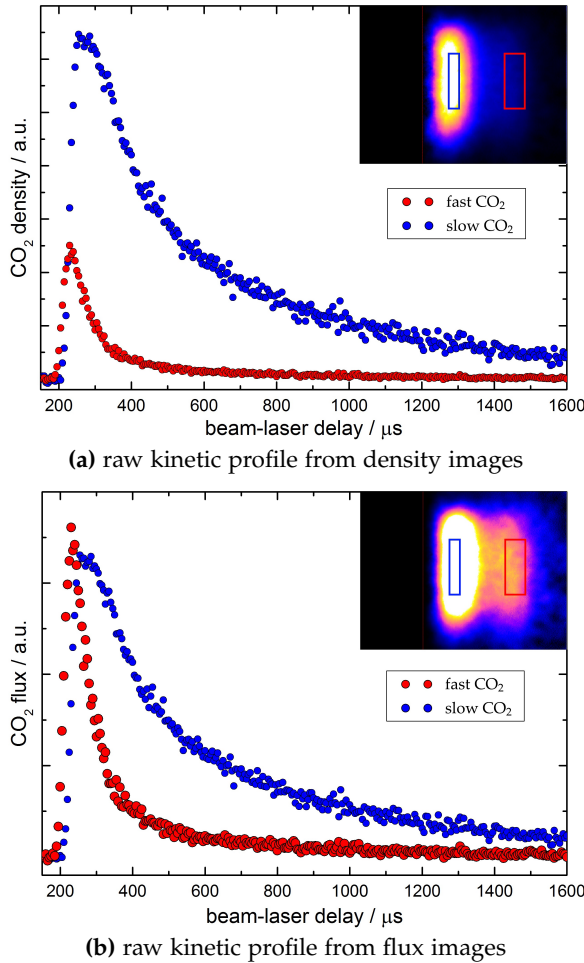 CO₂ density / a.u.
fast CO₂
slow CO₂
200 400 600 800 1000 1200 1400 1600
beam-laser delay / μs
(a) raw kinetic profile from density images
CO₂ flux / a.u.
fast CO₂
slow CO₂
200 400 600 800 1000 1200 1400 1600
beam-laser delay / μs
(b) raw kinetic profile from flux images